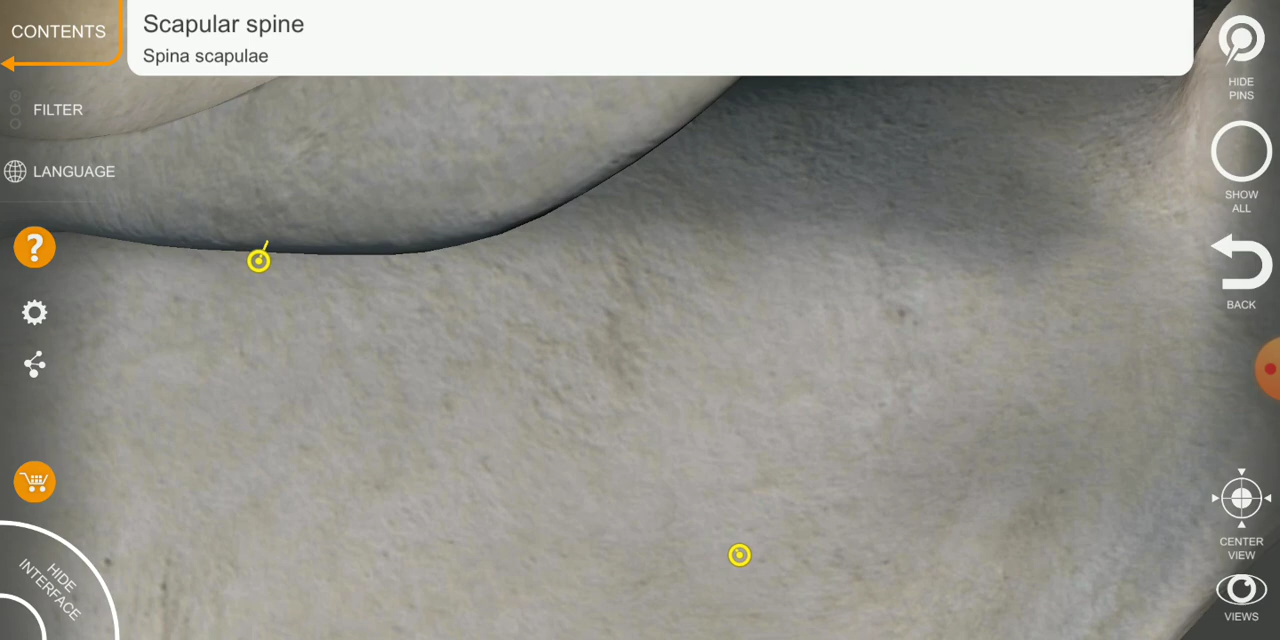 CONTENTS
Scapular spine
Spina scapulae
FILTER
LANGUAGE
?
HIDE
INTERFACE
HIDE
PINS
SHOW
ALL
BACK
CENTER
VIEW
VIEWS